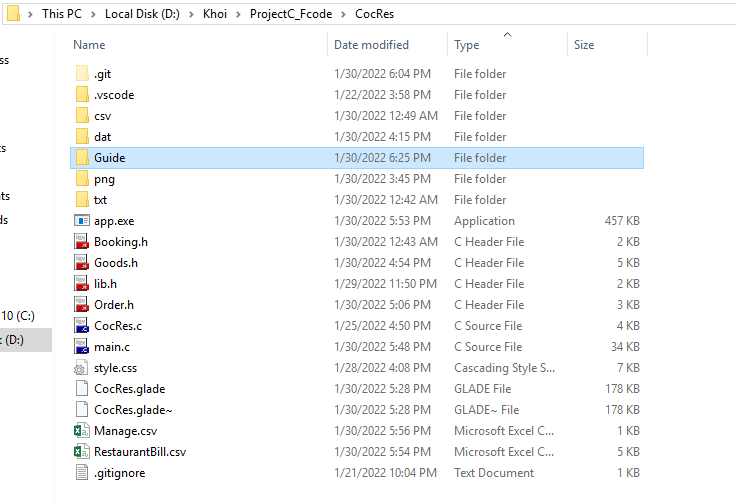 This PC > Local Disk (D:) > Khoi > ProjectC_Fcode > CocRes
Name Date modified Type Size
ss
.git 1/30/2022 6:04 PM File folder
.vscode 1/22/2022 3:58 PM File folder
csv 1/30/2022 12:49 AM File folder
dat 1/30/2022 4:15 PM File folder
ts
Guide 1/30/2022 6:25 PM File folder
png 1/30/2022 3:45 PM File folder
nts
txt 1/30/2022 12:42 AM File folder
ds
app.exe 1/30/2022 5:53 PM Application 457 KB
Booking.h 1/30/2022 12:43 AM C Header File 2 KB
Goods.h 1/30/2022 4:54 PM C Header File 5 KB
lib.h 1/29/2022 11:50 PM C Header File 2 KB
Order.h 1/30/2022 5:06 PM C Header File 3 KB
10 (C:)
CocRes.c 1/25/2022 4:50 PM C Source File 4 KB
k (D:)
main.c 1/30/2022 5:48 PM C Source File 34 KB
style.css 1/28/2022 4:08 PM Cascading Style S... 7 KB
CocRes.glade 1/30/2022 5:28 PM GLADE File 178 KB
CocRes.glade~ 1/30/2022 5:28 PM GLADE~ File 178 KB
Manage.csv 1/30/2022 5:56 PM Microsoft Excel C... 1 KB
RestaurantBill.csv 1/30/2022 5:54 PM Microsoft Excel C... 5 KB
.gitignore 1/21/2022 10:04 PM Text Document 1 KB